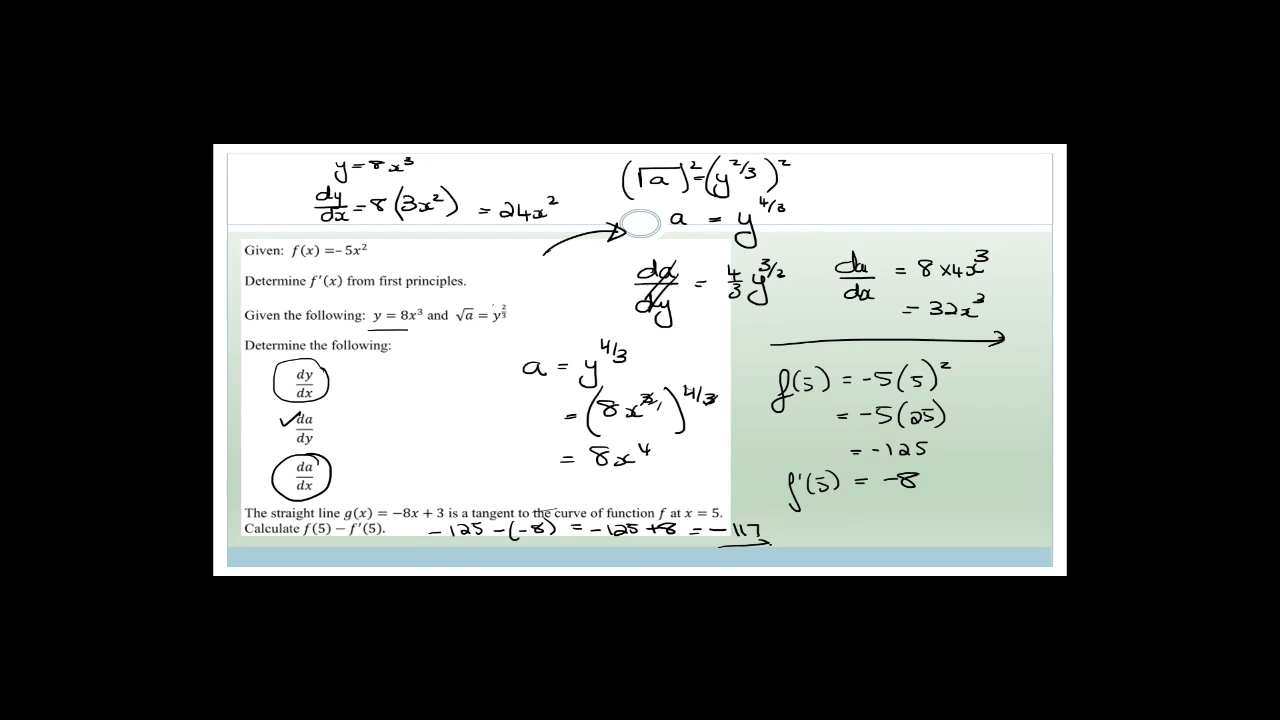 y = 8x³
dy/dx = 8(3x²) = 24x²
(√a)² = (y^2/3)²
a = y^4/3
Given: f(x) = – 5x²
Determine f′(x) from first principles.
Given the following: y = 8x³ and √a = y^2/3
Determine the following:
dy/dx
da/dy
da/dx
da/dy = 4/3 y^3/2
a = y^4/3
= (8x³)^4/3
= 8x⁴
da/dx = 8×4x³
= 32x³
f(5) = -5(5)²
= -5(25)
= -125
f'(5) = -8
The straight line g(x) = −8x + 3 is a tangent to the curve of function f at x = 5.
Calculate f(5) − f′(5).
-125 -(-8) = -125 +8 = -117